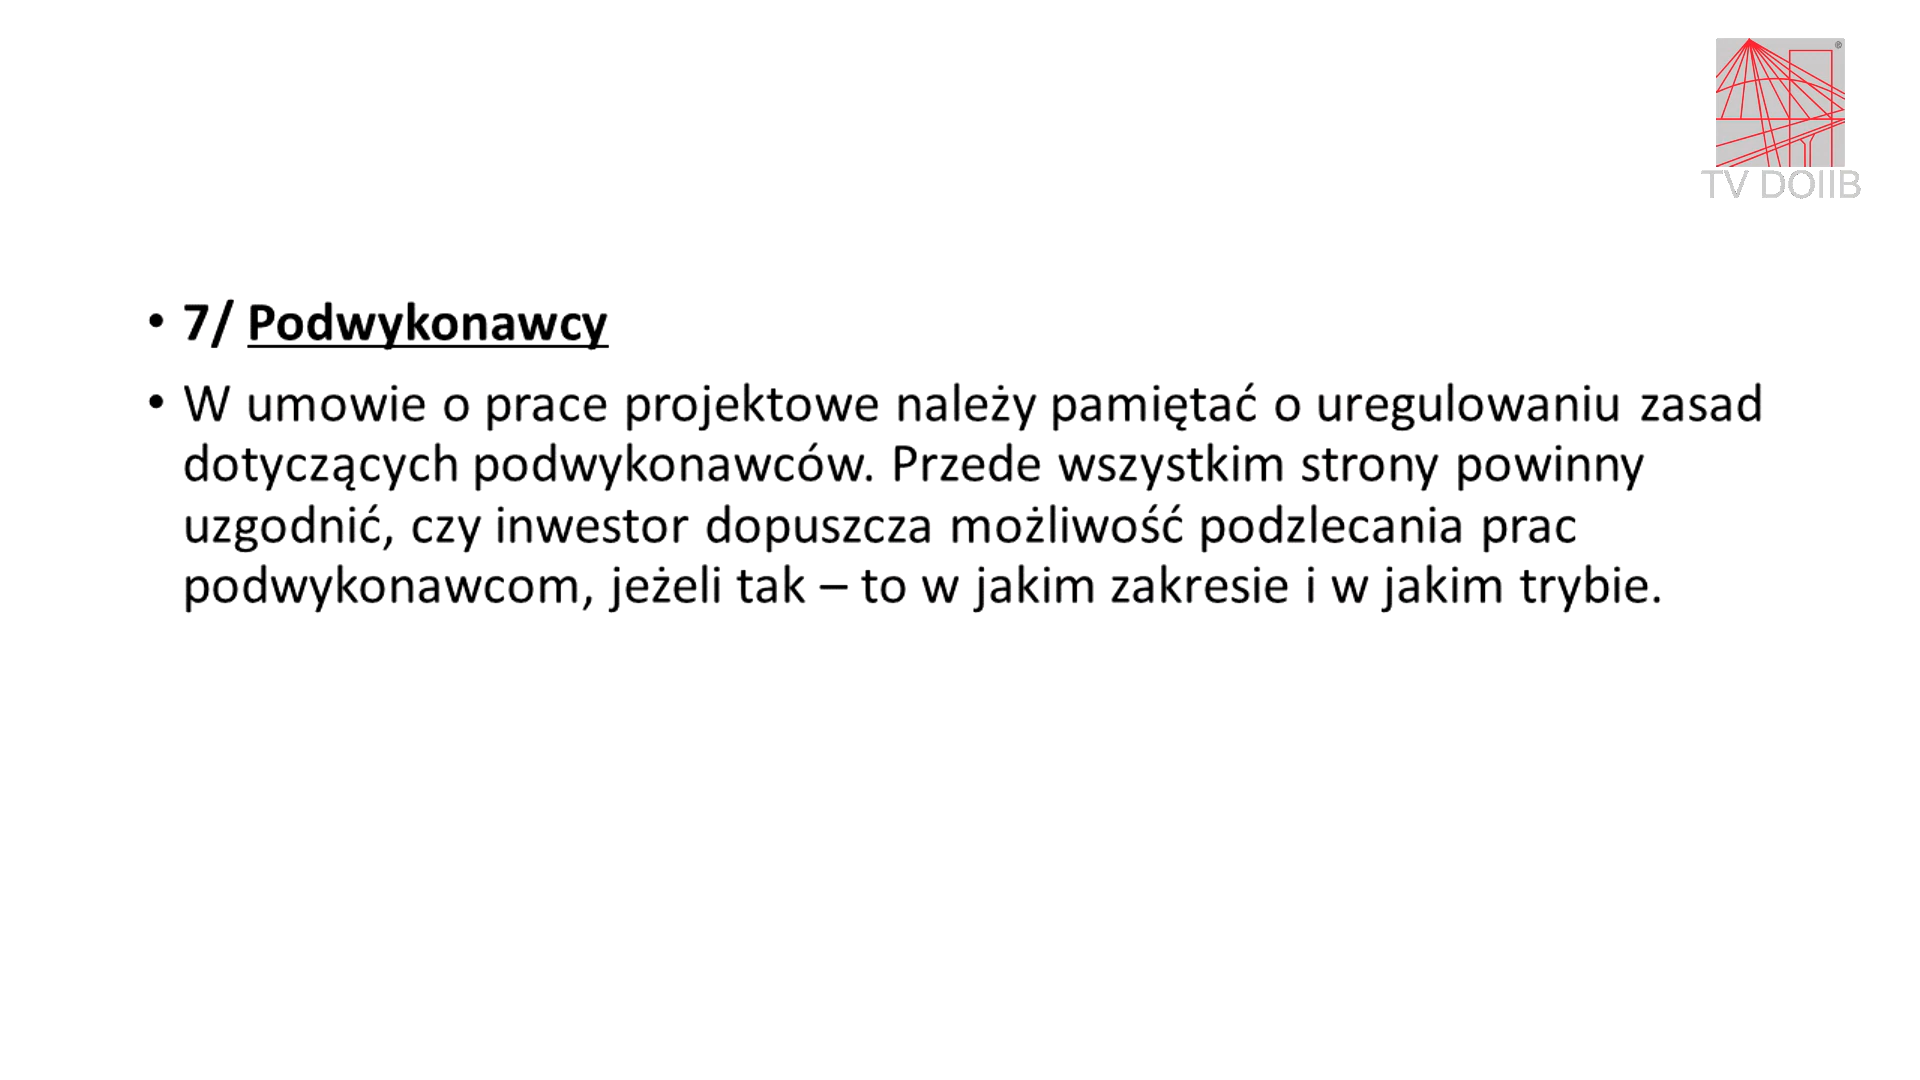 TV DOIIB
• 7/ Podwykonawcy
• W umowie o prace projektowe należy pamiętać o uregulowaniu zasad
dotyczących podwykonawców. Przede wszystkim strony powinny
uzgodnić, czy inwestor dopuszcza możliwość podzlecania prac
podwykonawcom, jeżeli tak – to w jakim zakresie i w jakim trybie.